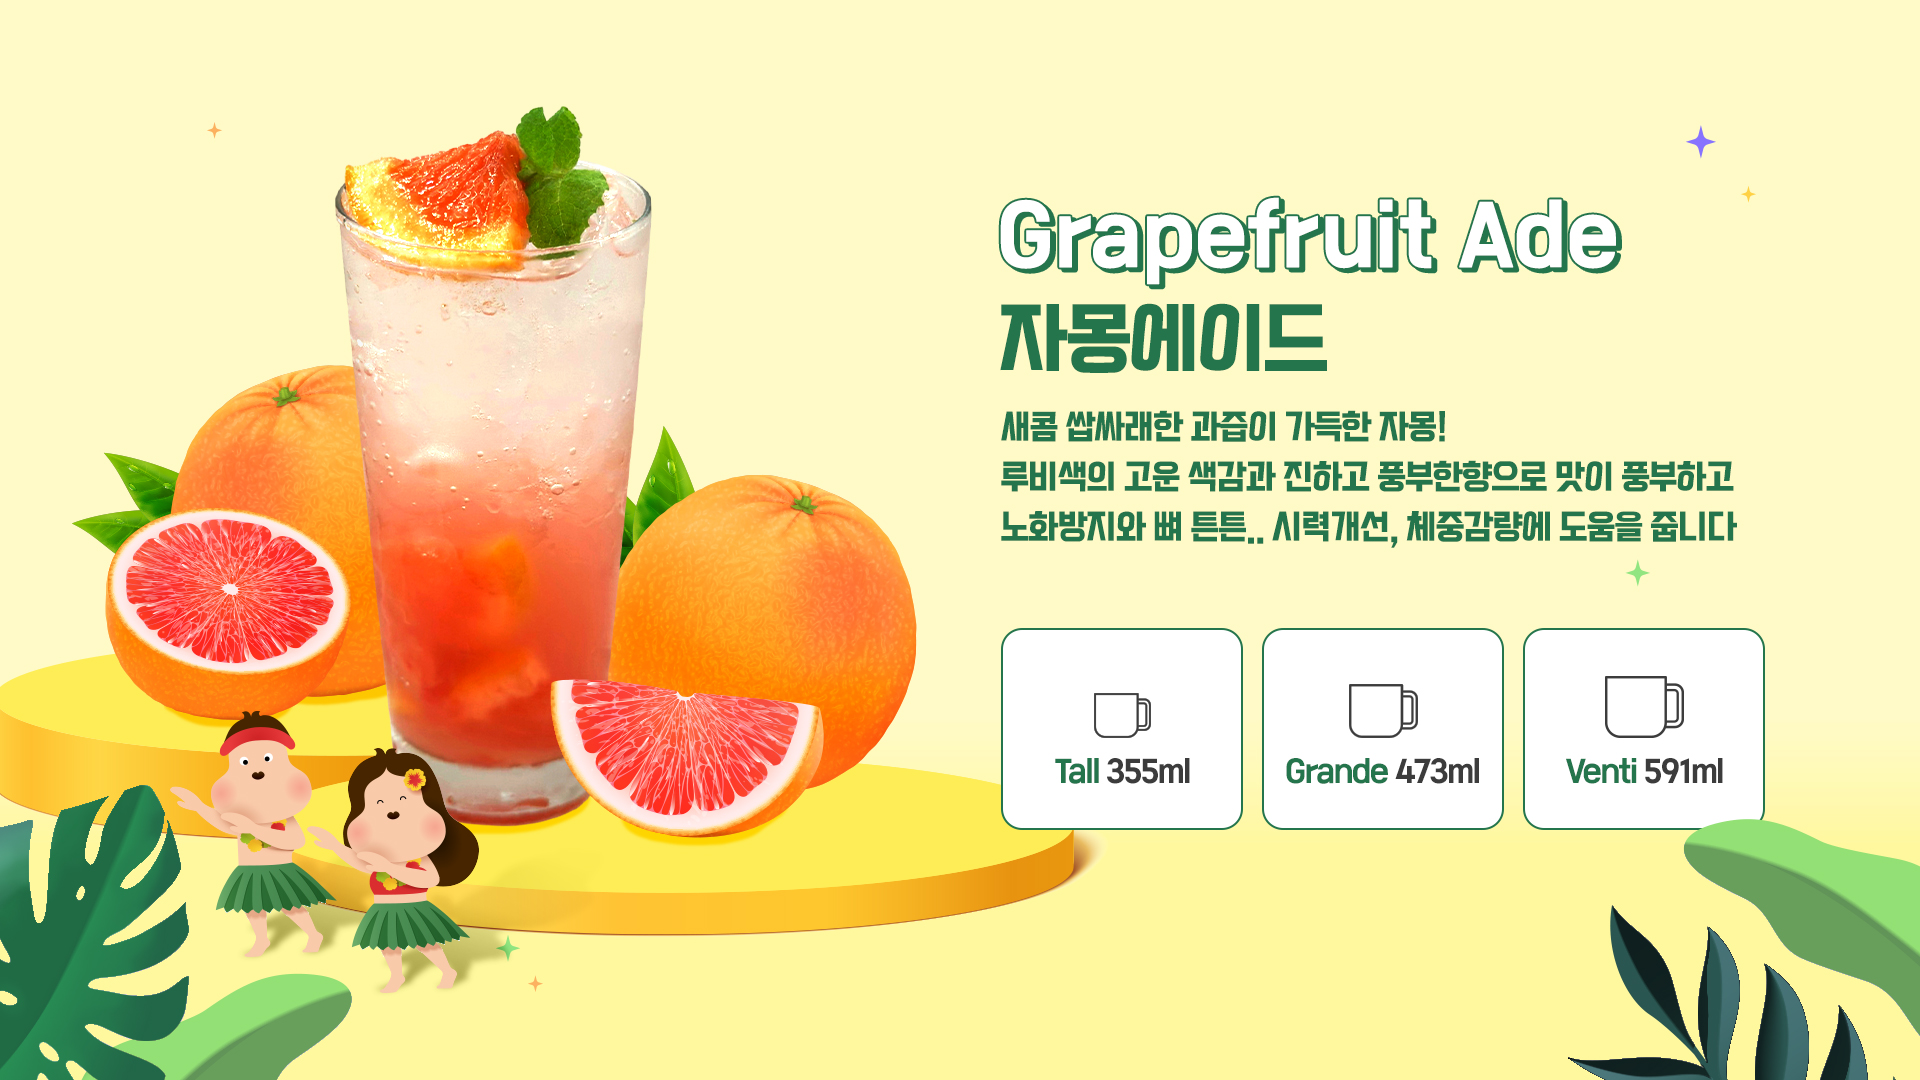 Grapefruit Ade
자몽에이드
새콤 쌉싸래한 과즙이 가득한 자몽!
루비색의 고운 색감과 진하고 풍부한향으로 맛이 풍부하고
노화방지와 뼈 튼튼.. 시력개선, 체중감량에 도움을 줍니다
Tall 355ml
Grande 473ml
Venti 591ml